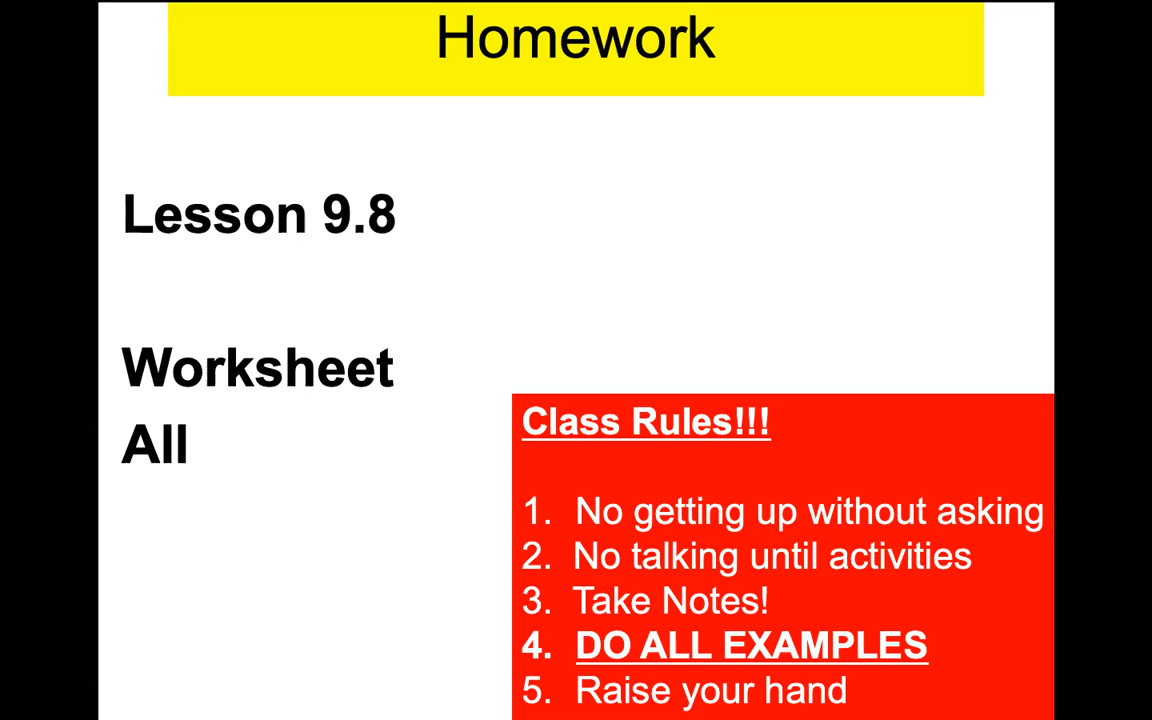 Homework
Lesson 9.8
Worksheet
All
Class Rules!!!
1. No getting up without asking
2. No talking until activities
3. Take Notes!
4. DO ALL EXAMPLES
5. Raise your hand